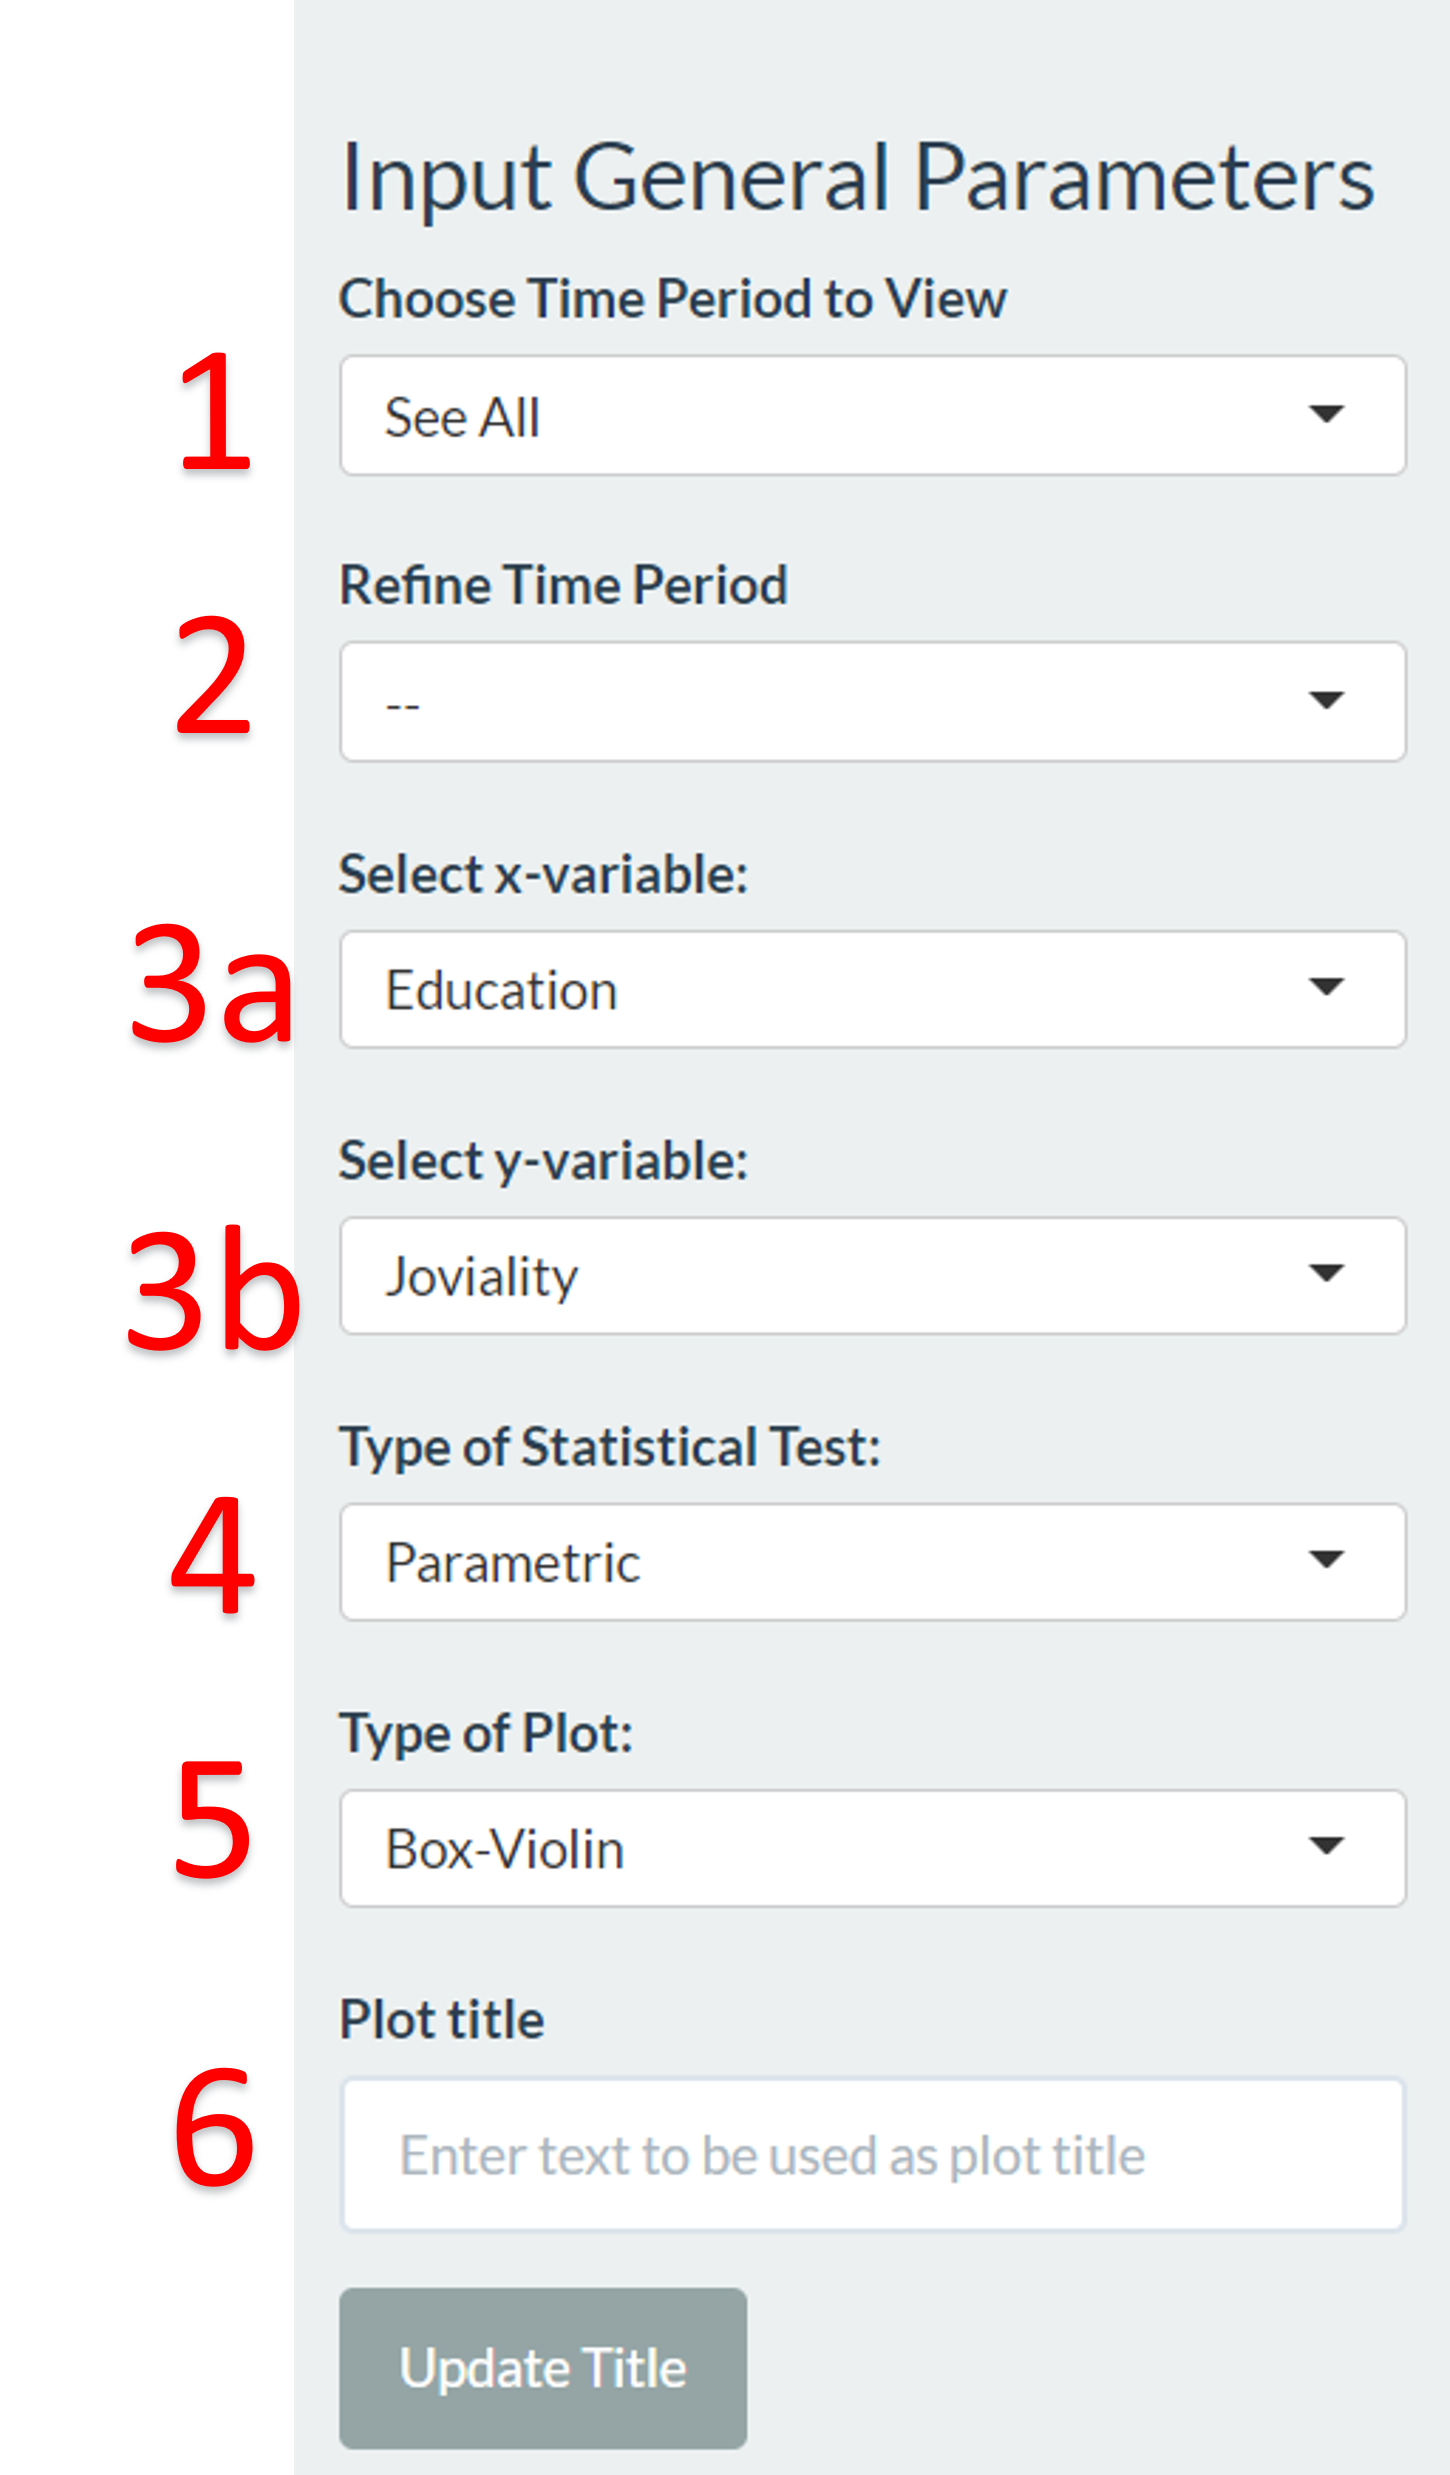 Input General Parameters
Choose Time Period to View
1
See All
Refine Time Period
2
--
Select x-variable:
3a
Education
Select y-variable:
3b
Joviality
Type of Statistical Test:
4
Parametric
Type of Plot:
5
Box-Violin
Plot title
6
Enter text to be used as plot title
Update Title